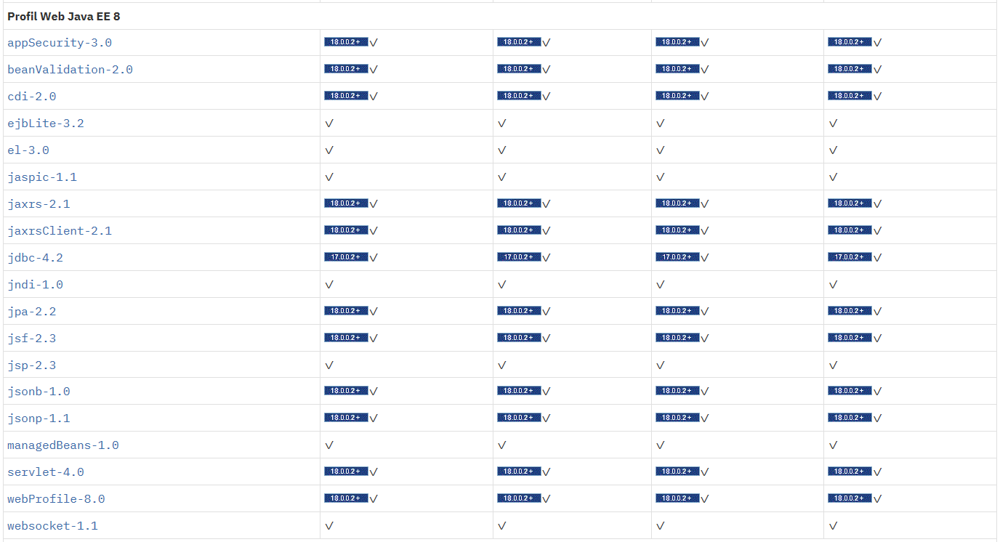 Profil Web Java EE 8
appSecurity-3.0 18.0.0.2+ √ 18.0.0.2+ √ 18.0.0.2+ √ 18.0.0.2+ √
beanValidation-2.0 18.0.0.2+ √ 18.0.0.2+ √ 18.0.0.2+ √ 18.0.0.2+ √
cdi-2.0 18.0.0.2+ √ 18.0.0.2+ √ 18.0.0.2+ √ 18.0.0.2+ √
ejbLite-3.2 √ √ √ √
el-3.0 √ √ √ √
jaspic-1.1 √ √ √ √
jaxrs-2.1 18.0.0.2+ √ 18.0.0.2+ √ 18.0.0.2+ √ 18.0.0.2+ √
jaxrsClient-2.1 18.0.0.2+ √ 18.0.0.2+ √ 18.0.0.2+ √ 18.0.0.2+ √
jdbc-4.2 17.0.0.2+ √ 17.0.0.2+ √ 17.0.0.2+ √ 17.0.0.2+ √
jndi-1.0 √ √ √ √
jpa-2.2 18.0.0.2+ √ 18.0.0.2+ √ 18.0.0.2+ √ 18.0.0.2+ √
jsf-2.3 18.0.0.2+ √ 18.0.0.2+ √ 18.0.0.2+ √ 18.0.0.2+ √
jsp-2.3 √ √ √ √
jsonb-1.0 18.0.0.2+ √ 18.0.0.2+ √ 18.0.0.2+ √ 18.0.0.2+ √
jsonp-1.1 18.0.0.2+ √ 18.0.0.2+ √ 18.0.0.2+ √ 18.0.0.2+ √
managedBeans-1.0 √ √ √ √
servlet-4.0 18.0.0.2+ √ 18.0.0.2+ √ 18.0.0.2+ √ 18.0.0.2+ √
webProfile-8.0 18.0.0.2+ √ 18.0.0.2+ √ 18.0.0.2+ √ 18.0.0.2+ √
websocket-1.1 √ √ √ √